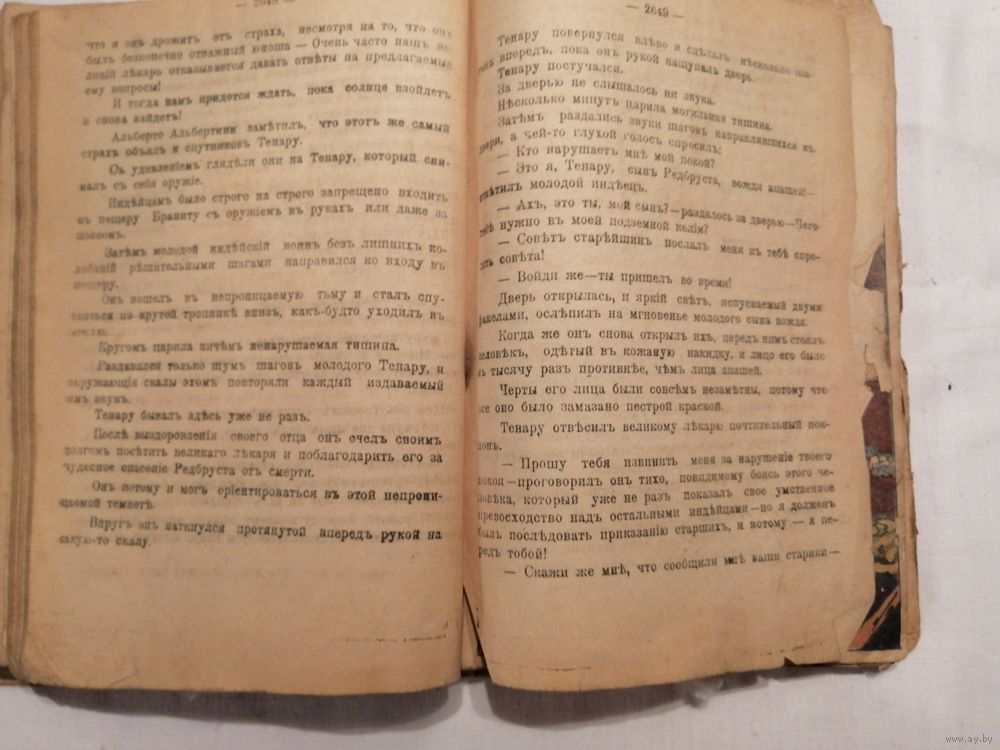 — 2648 —
что и онъ дрожитъ отъ страха, несмотря на то, что онъ
былъ безконечно отважный юноша — Очень часто нашъ ве-
ликій лѣкарь отказывается давать отвѣты на предлагаемые
ему вопросы!
И тогда намъ придется ждать, пока солнце взойдетъ
и снова зайдетъ!
Альберто Альбертини замѣтилъ, что этотъ же самый
страхъ объялъ и спутниковъ Тенару.
Съ удивленіемъ глядѣли они на Тенару, который сни-
малъ съ себя оружіе.
Индѣйцамъ было строго на строго запрещено входить
въ пещеру Браниту съ оружіемъ въ рукахъ или даже за
поясомъ.
Затѣмъ молодой индѣйскій воинъ безъ лишнихъ ко-
лебаній рѣшительными шагами направился ко входу въ
пещеру.
Онъ вошелъ въ непроницаемую тьму и сталъ спу-
скаться по крутой тропинкѣ внизъ, какъ-будто уходилъ въ
землю.
Кругомъ царила ничѣмъ ненарушаемая тишина.
Раздавался только шумъ шаговъ молодого Тенару, и
окружающія скалы эхомъ повторяли каждый издаваемый
имъ звукъ.
Тенару бывалъ здѣсь уже не разъ.
Послѣ выздоровленія своего отца онъ счелъ своимъ
долгомъ посѣтить великаго лѣкаря и поблагодарить его за
чудесное спасеніе Редбруста отъ смерти.
Онъ потому и могъ оріентироваться въ этой непрони-
цаемой темнотѣ.
Вдругъ онъ наткнулся протянутой впередъ рукой на
какую-то скалу.
— 2649 —
Тенару повернулся влѣво и сдѣлалъ нѣсколько ша-
говъ впередъ, пока онъ рукой нащупалъ дверь.
Тенару постучался.
За дверью не слышалось ни звука.
Нѣсколько минутъ царила могильная тишина.
Затѣмъ раздались звуки шаговъ направлявшихся къ
двери, а чей-то глухой голосъ спросилъ:
— Кто нарушаетъ мнѣ мой покой?
— Это я, Тенару, сынъ Редбруста, вождя апашей!—
отвѣтилъ молодой индѣецъ.
— Ахъ, это ты, мой сынъ?—раздалось за дверью—Чего
тебѣ нужно въ моей подземной келіи?
— Совѣтъ старѣйшинъ послалъ меня къ тебѣ спро-
сить совѣта!
— Войди же—ты пришелъ во время!
Дверь открылась, и яркій свѣтъ, испускаемый двумя
факелами, ослѣпилъ на мгновенье молодого сына вождя.
Когда же онъ снова открылъ ихъ, передъ нимъ стоялъ
человѣкъ, одѣтый въ кожаную накидку, и лицо его было
въ тысячу разъ противнѣе, чѣмъ лица апашей.
Черты его лица были совсѣмъ незамѣтны, потому что
все оно было замазано пестрой краской.
Тенару отвѣсилъ великому лѣкарю почтительный пок-
лонъ.
— Прошу тебя извинить меня за нарушеніе твоего
покоя—проговорилъ онъ тихо, повидимому боясь этого че-
ловѣка, который уже не разъ показалъ свое умственное
превосходство надъ остальными индѣйцами—но я долженъ
былъ послѣдовать приказанію старшихъ, и вотому — я пе-
редъ тобой!
— Скажи же мнѣ, что сообщили мнѣ ваши старики—
www.ay.by